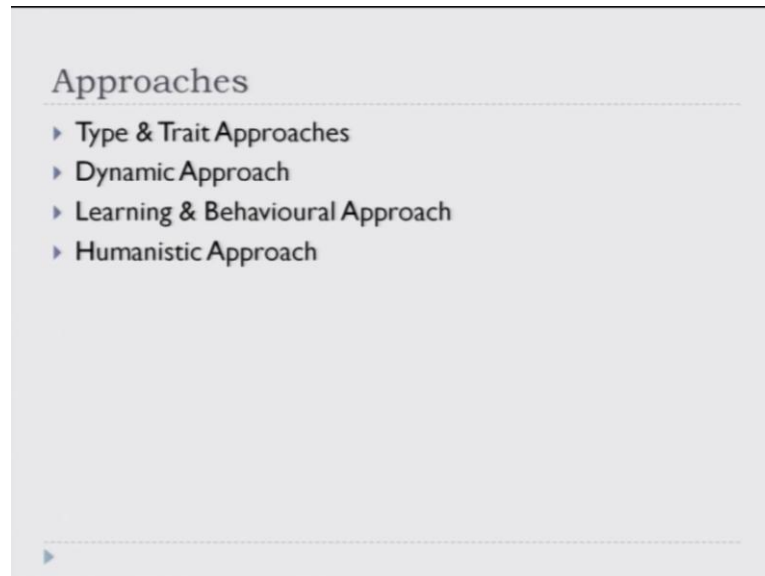 Approaches
Type & Trait Approaches
Dynamic Approach
Learning & Behavioural Approach
Humanistic Approach